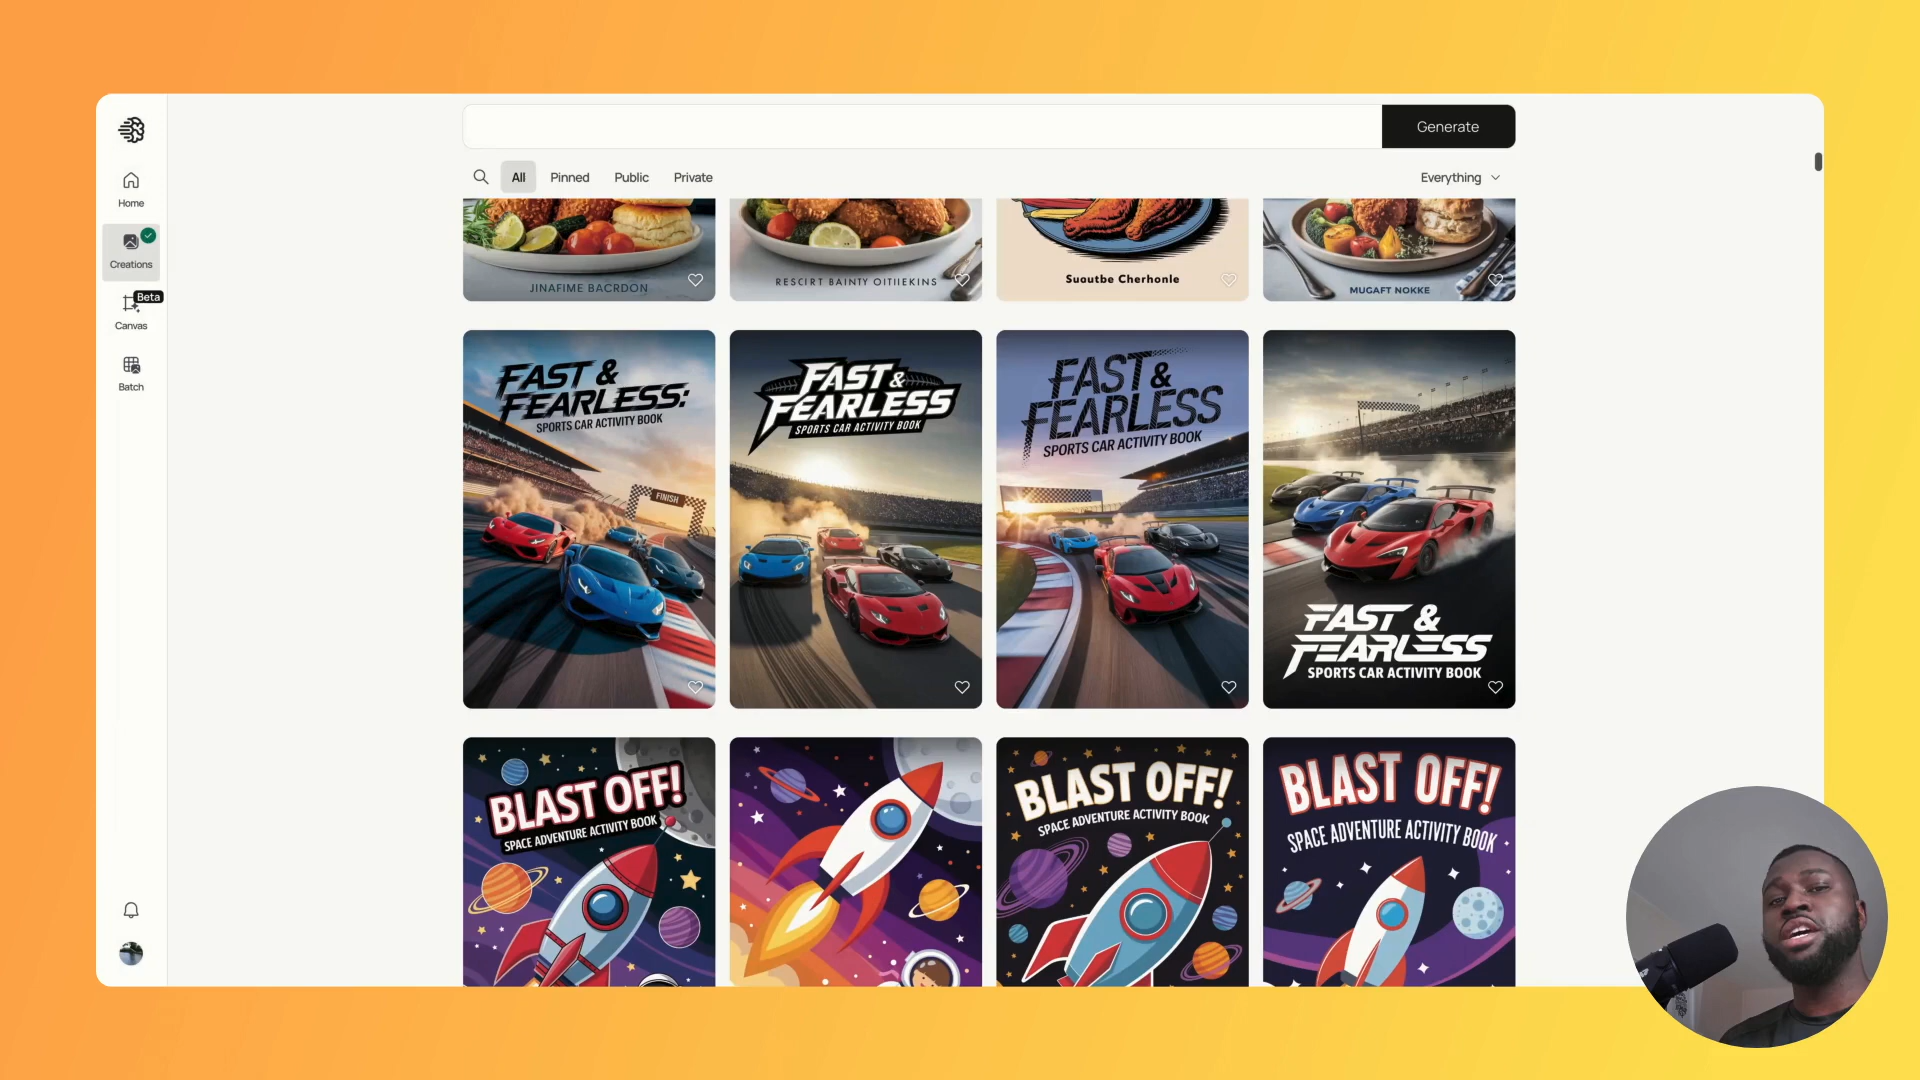 Generate
All
Pinned
Public
Private
Everything
Home
Creations
Beta
Canvas
Batch
JINAFIME BACRDON
RESCIRT BAINTY OITIIEKINS
Suautbe Cherhonle
MUGAFT NOKKE
FAST &
FEARLESS:
SPORTS CAR ACTIVITY BOOK
FINISH
FAST &
FEARLESS
SPORTS CAR ACTIVITY BOOK
FAST &
FEARLESS
SPORTS CAR ACTIVITY BOOK
FAST &
FEARLESS
SPORTS CAR ACTIVITY BOOK
BLAST OFF!
SPACE ADVENTURE ACTIVITY BOOK
BLAST OFF!
SPACE ADVENTURE ACTIVITY BOOK
BLAST OFF!
SPACE ADVENTURE ACTIVITY BOOK